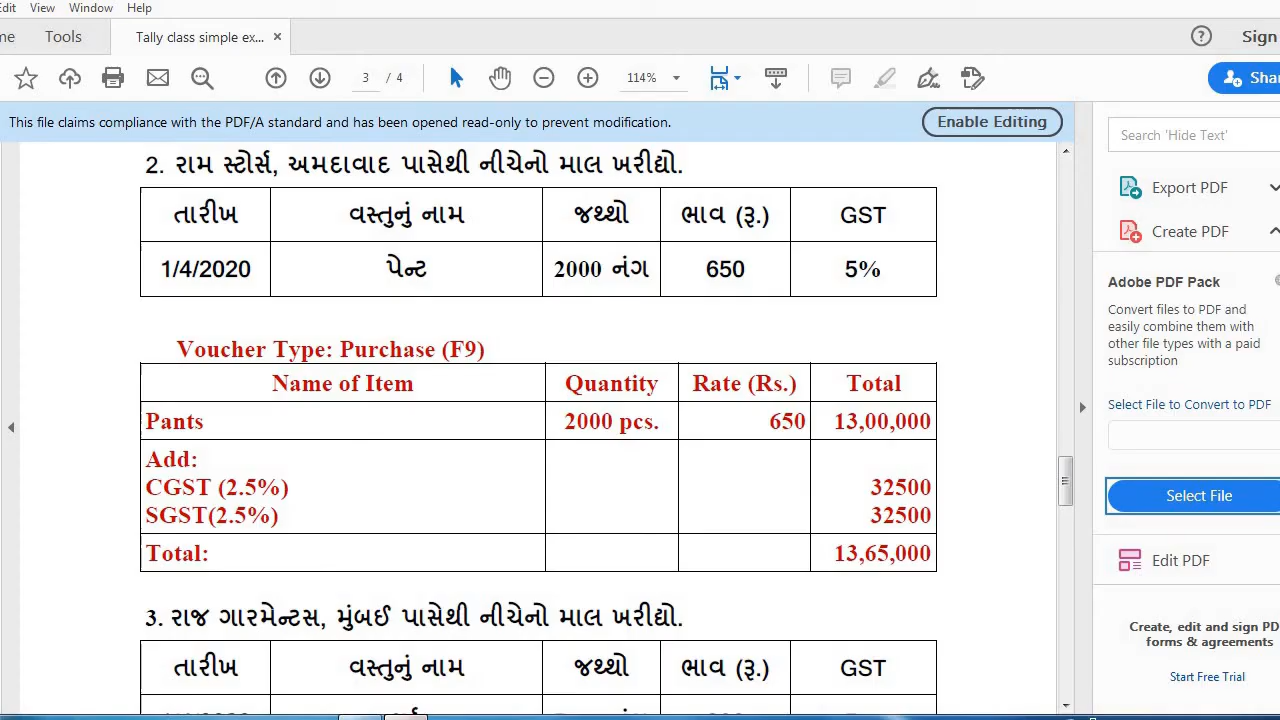 Edit View Window Help
me Tools Tally class simple ex... ×
? Sign
3 / 4 114% Sha
This file claims compliance with the PDF/A standard and has been opened read-only to prevent modification. Enable Editing
2. રામ સ્ટોર્સ, અમદાવાદ પાસેથી નીચેનો માલ ખરીદ્યો.
તારીખ વસ્તુનું નામ જથ્થો ભાવ (રૂ.) GST
1/4/2020 પેન્ટ 2000 નંગ 650 5%
Voucher Type: Purchase (F9)
Name of Item Quantity Rate (Rs.) Total
Pants 2000 pcs. 650 13,00,000
Add:
CGST (2.5%) 32500
SGST(2.5%) 32500
Total: 13,65,000
3. રાજ ગારમેન્ટસ, મુંબઈ પાસેથી નીચેનો માલ ખરીદ્યો.
તારીખ વસ્તુનું નામ જથ્થો ભાવ (રૂ.) GST
Search 'Hide Text'
Export PDF
Create PDF
Adobe PDF Pack
Convert files to PDF and
easily combine them with
other file types with a paid
subscription
Select File to Convert to PDF
Select File
Edit PDF
Create, edit and sign PD
forms & agreements
Start Free Trial